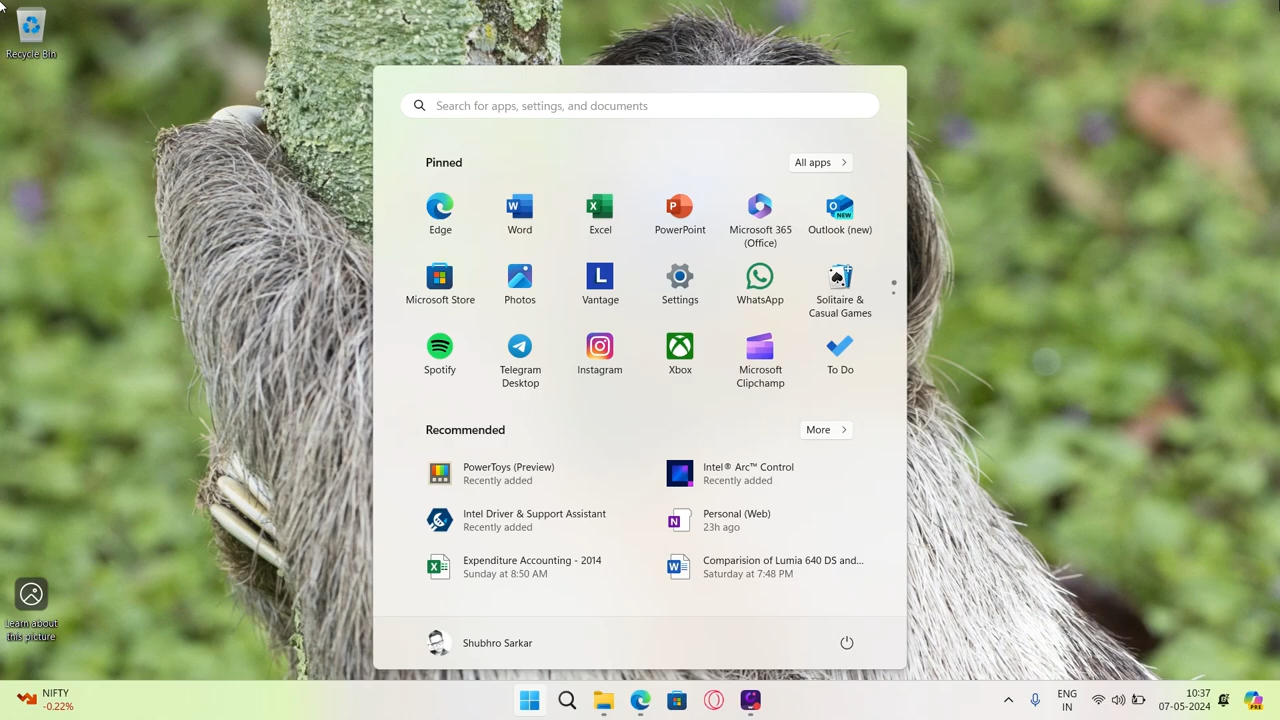 Recycle Bin
Search for apps, settings, and documents
Pinned
All apps
Edge
Word
Excel
PowerPoint
Microsoft 365
(Office)
Outlook (new)
Microsoft Store
Photos
Vantage
Settings
WhatsApp
Solitaire &
Casual Games
Spotify
Telegram
Desktop
Instagram
Xbox
Microsoft
Clipchamp
To Do
Recommended
More
PowerToys (Preview)
Recently added
Intel® Arc™ Control
Recently added
Intel Driver & Support Assistant
Recently added
Personal (Web)
23h ago
Expenditure Accounting - 2014
Sunday at 8:50 AM
Comparision of Lumia 640 DS and...
Saturday at 7:48 PM
Learn about
this picture
Shubhro Sarkar
NIFTY
-0.22%
ENG
IN
10:37
07-05-2024
PRE